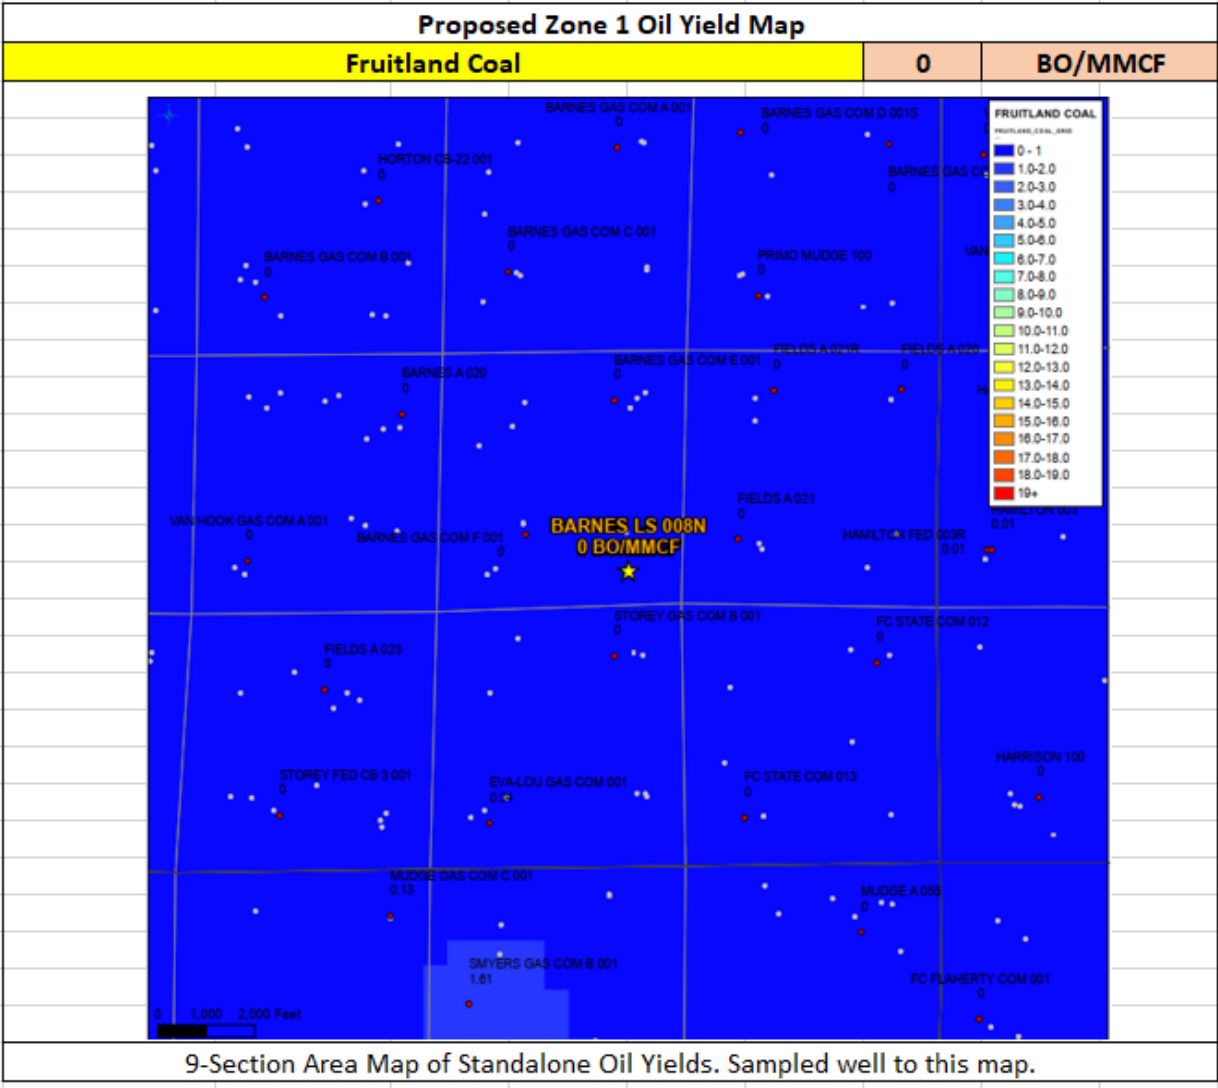 Proposed Zone 1 Oil Yield Map
Fruitland Coal 0 BO/MMCF
BARNES GAS COM A 001
0
BARNES GAS COM D 001S
0
HORTON CB-22 001
0
BARNES GAS
0
BARNES GAS COM C 001
0
BARNES GAS COM B 001
0
PRIMO MUDGE 100
0
VAN
FRUITLAND COAL
FRUITLAND_COAL_GRID
0 - 1
1.0-2.0
2.0-3.0
3.0-4.0
4.0-5.0
5.0-6.0
6.0-7.0
7.0-8.0
8.0-9.0
9.0-10.0
10.0-11.0
11.0-12.0
12.0-13.0
13.0-14.0
14.0-15.0
15.0-16.0
16.0-17.0
17.0-18.0
18.0-19.0
19+
BARNES GAS COM E 001
0
FIELDS A 021R
0
FIELDS A 020
0
BARNES A 020
0
FIELDS A 021
0
VAN HOOK GAS COM A 001
0
BARNES GAS COM F 001
0
BARNES LS 008N
0 BO/MMCF
HAMILTON 003
0.01
HAMILTON FED 003R
0.01
STOREY GAS COM B 001
0
FC STATE COM 012
0
FIELDS A 023
0
HARRISON 100
0
STOREY FED CB 3 001
0
EVA-LOU GAS COM 001
FC STATE COM 013
0
MUDGE GAS COM C 001
0.13
MUDGE A 055
0
SMYERS GAS COM B 001
1.61
FC FLAHERTY COM 001
0
0 1,000 2,000 Feet
9-Section Area Map of Standalone Oil Yields. Sampled well to this map.